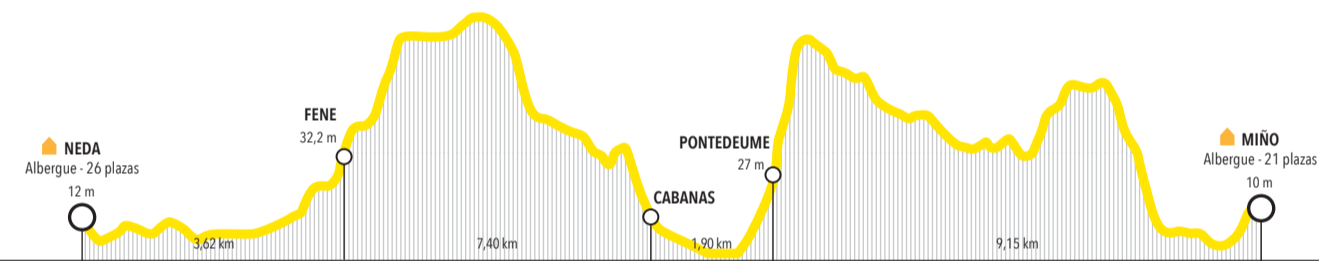 NEDA
Albergue - 26 plazas
12 m
3,62 km
FENE
32,2 m
7,40 km
CABANAS
1,90 km
PONTEDEUME
27 m
9,15 km
MIÑO
Albergue - 21 plazas
10 m